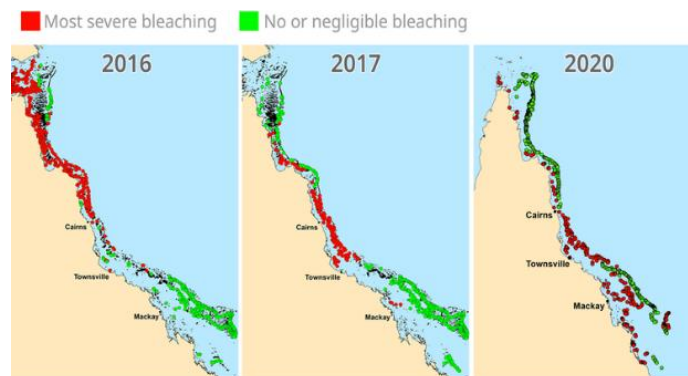 Most severe bleaching
No or negligible bleaching
2016
2017
2020
Cairns
Townsville
Mackay
Cairns
Townsville
Mackay
Cairns
Townsville
Mackay